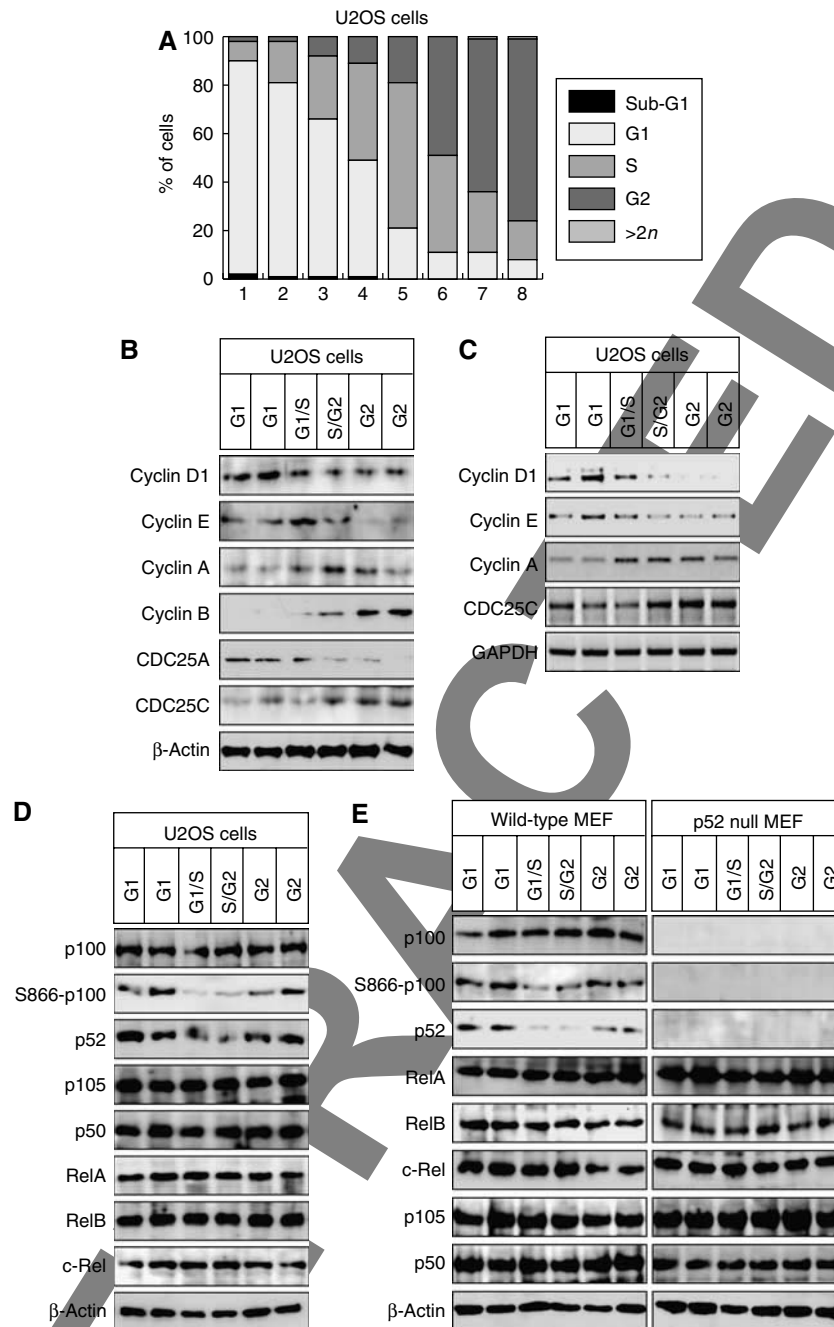 U2OS cells
A
% of cells
100
80
60
40
20
0
1 2 3 4 5 6 7 8
Sub-G1
G1
S
G2
>2n
B
U2OS cells
G1 G1 G1/S S/G2 G2 G2
Cyclin D1
Cyclin E
Cyclin A
Cyclin B
CDC25A
CDC25C
β-Actin
C
U2OS cells
G1 G1 G1/S S/G2 G2 G2
Cyclin D1
Cyclin E
Cyclin A
CDC25C
GAPDH
D
U2OS cells
G1 G1 G1/S S/G2 G2 G2
p100
S866-p100
p52
p105
p50
RelA
RelB
c-Rel
β-Actin
E
Wild-type MEF p52 null MEF
G1 G1 G1/S S/G2 G2 G2 G1 G1 G1/S S/G2 G2 G2
p100
S866-p100
p52
RelA
RelB
c-Rel
p105
p50
β-Actin
RACTED